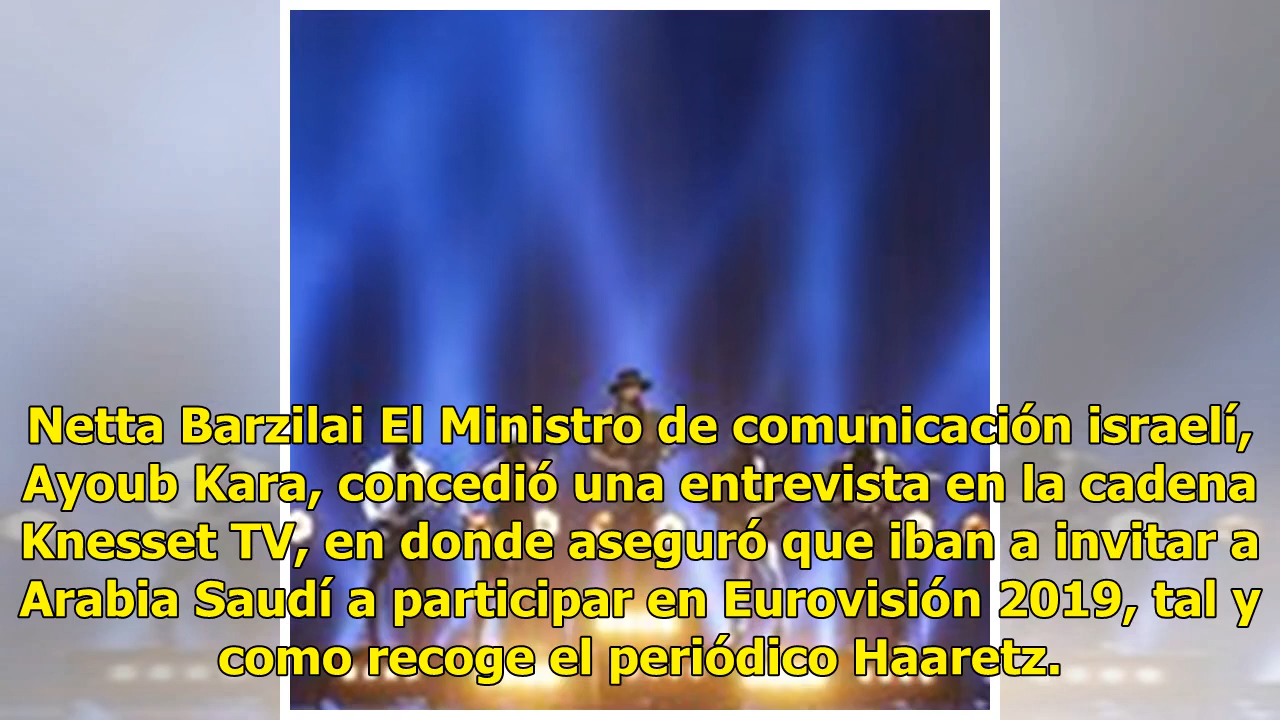 Netta Barzilai El Ministro de comunicación israelí,
Ayoub Kara, concedió una entrevista en la cadena
Knesset TV, en donde aseguró que iban a invitar a
Arabia Saudí a participar en Eurovisión 2019, tal y
como recoge el periódico Haaretz.